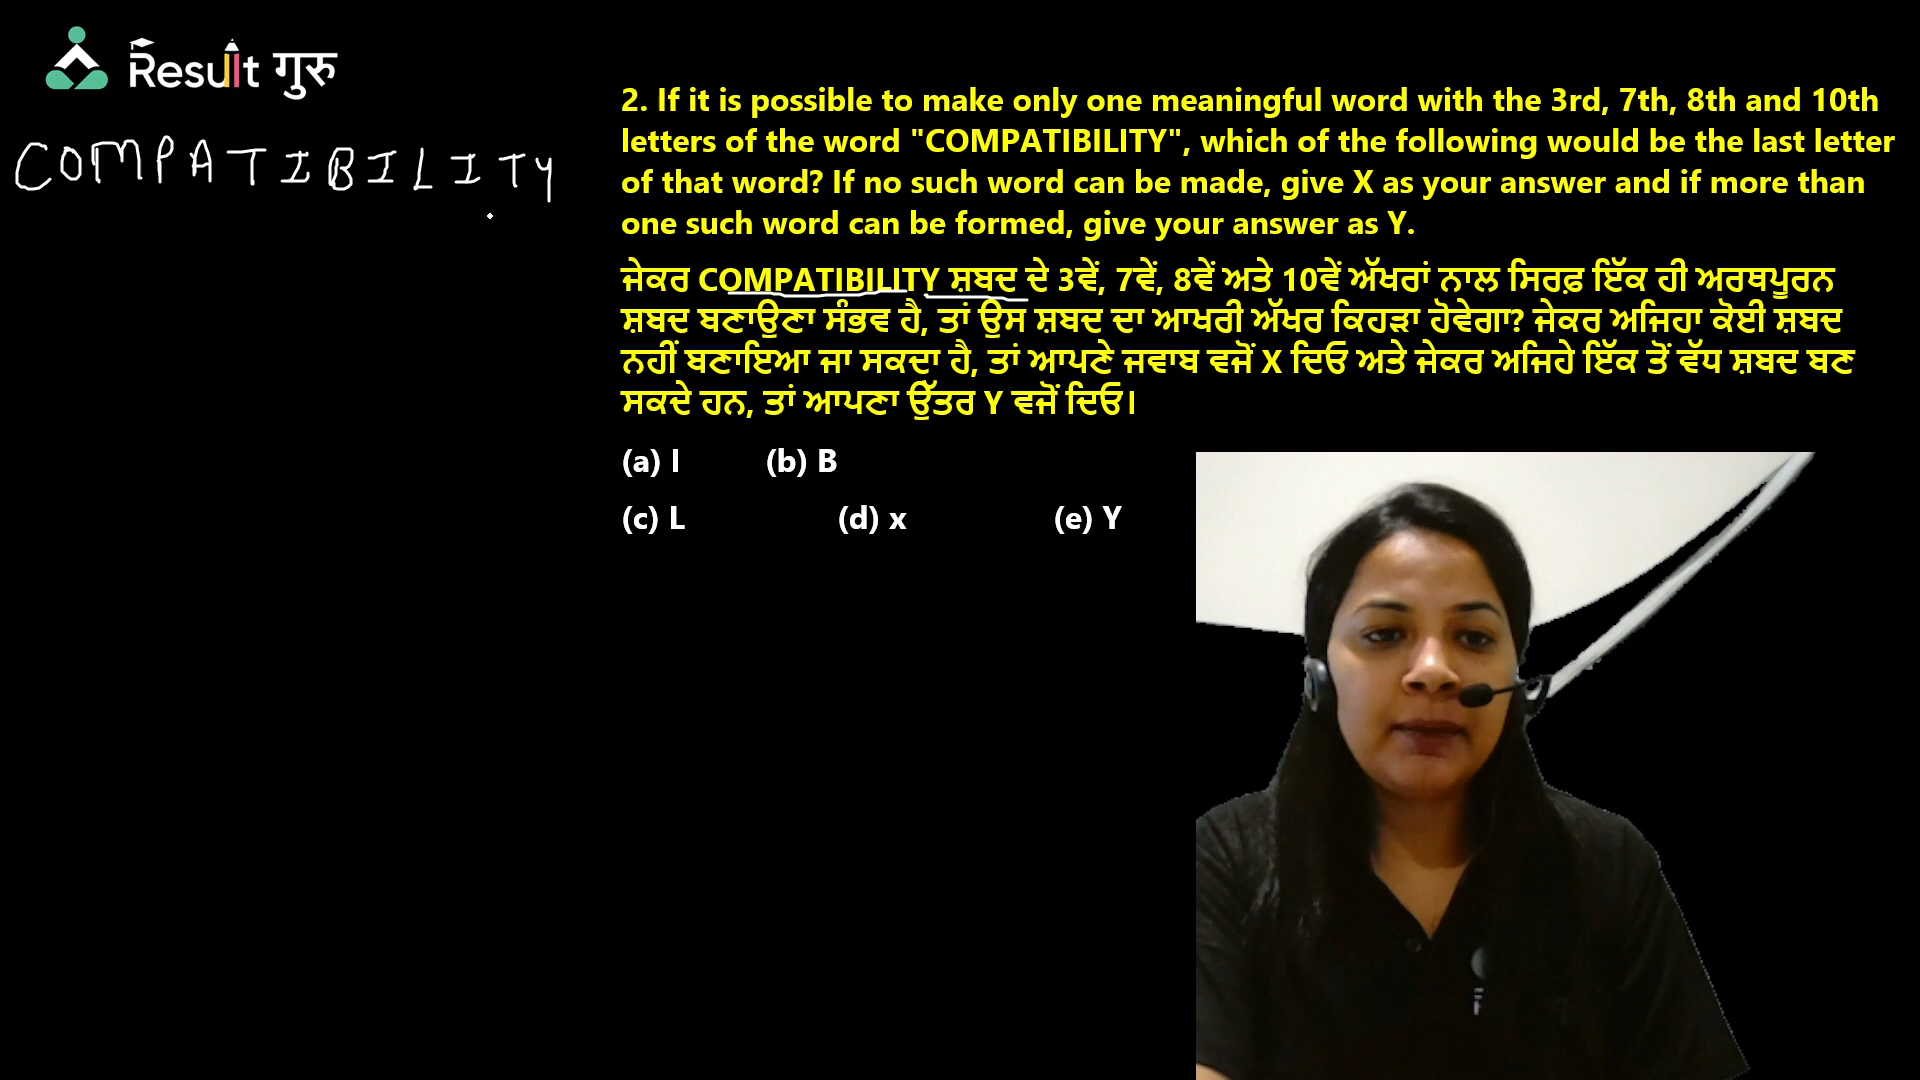 Result गुरु
COMPATIBILITY
2. If it is possible to make only one meaningful word with the 3rd, 7th, 8th and 10th
letters of the word "COMPATIBILITY", which of the following would be the last letter
of that word? If no such word can be made, give X as your answer and if more than
one such word can be formed, give your answer as Y.
ਜੇਕਰ COMPATIBILITY ਸ਼ਬਦ ਦੇ 3ਵੇਂ, 7ਵੇਂ, 8ਵੇਂ ਅਤੇ 10ਵੇਂ ਅੱਖਰਾਂ ਨਾਲ ਸਿਰਫ਼ ਇੱਕ ਹੀ ਅਰਥਪੂਰਨ
ਸ਼ਬਦ ਬਣਾਉਣਾ ਸੰਭਵ ਹੈ, ਤਾਂ ਉਸ ਸ਼ਬਦ ਦਾ ਆਖਰੀ ਅੱਖਰ ਕਿਹੜਾ ਹੋਵੇਗਾ? ਜੇਕਰ ਅਜਿਹਾ ਕੋਈ ਸ਼ਬਦ
ਨਹੀਂ ਬਣਾਇਆ ਜਾ ਸਕਦਾ ਹੈ, ਤਾਂ ਆਪਣੇ ਜਵਾਬ ਵਜੋਂ X ਦਿਓ ਅਤੇ ਜੇਕਰ ਅਜਿਹੇ ਇੱਕ ਤੋਂ ਵੱਧ ਸ਼ਬਦ ਬਣ
ਸਕਦੇ ਹਨ, ਤਾਂ ਆਪਣਾ ਉੱਤਰ Y ਵਜੋਂ ਦਿਓ।
(a) l (b) B
(c) L (d) x (e) Y